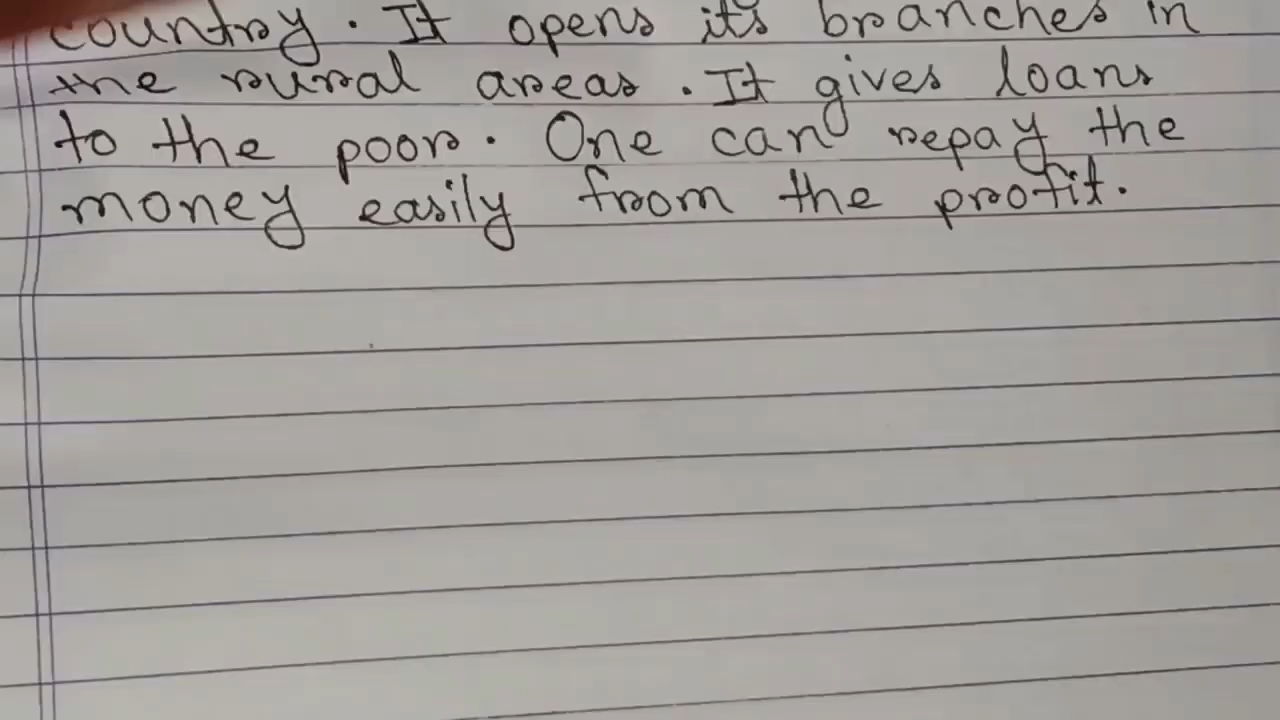 country. It opens it's branches in
the rural areas. It gives loans
to the poor. One can repay the
money easily from the profit.